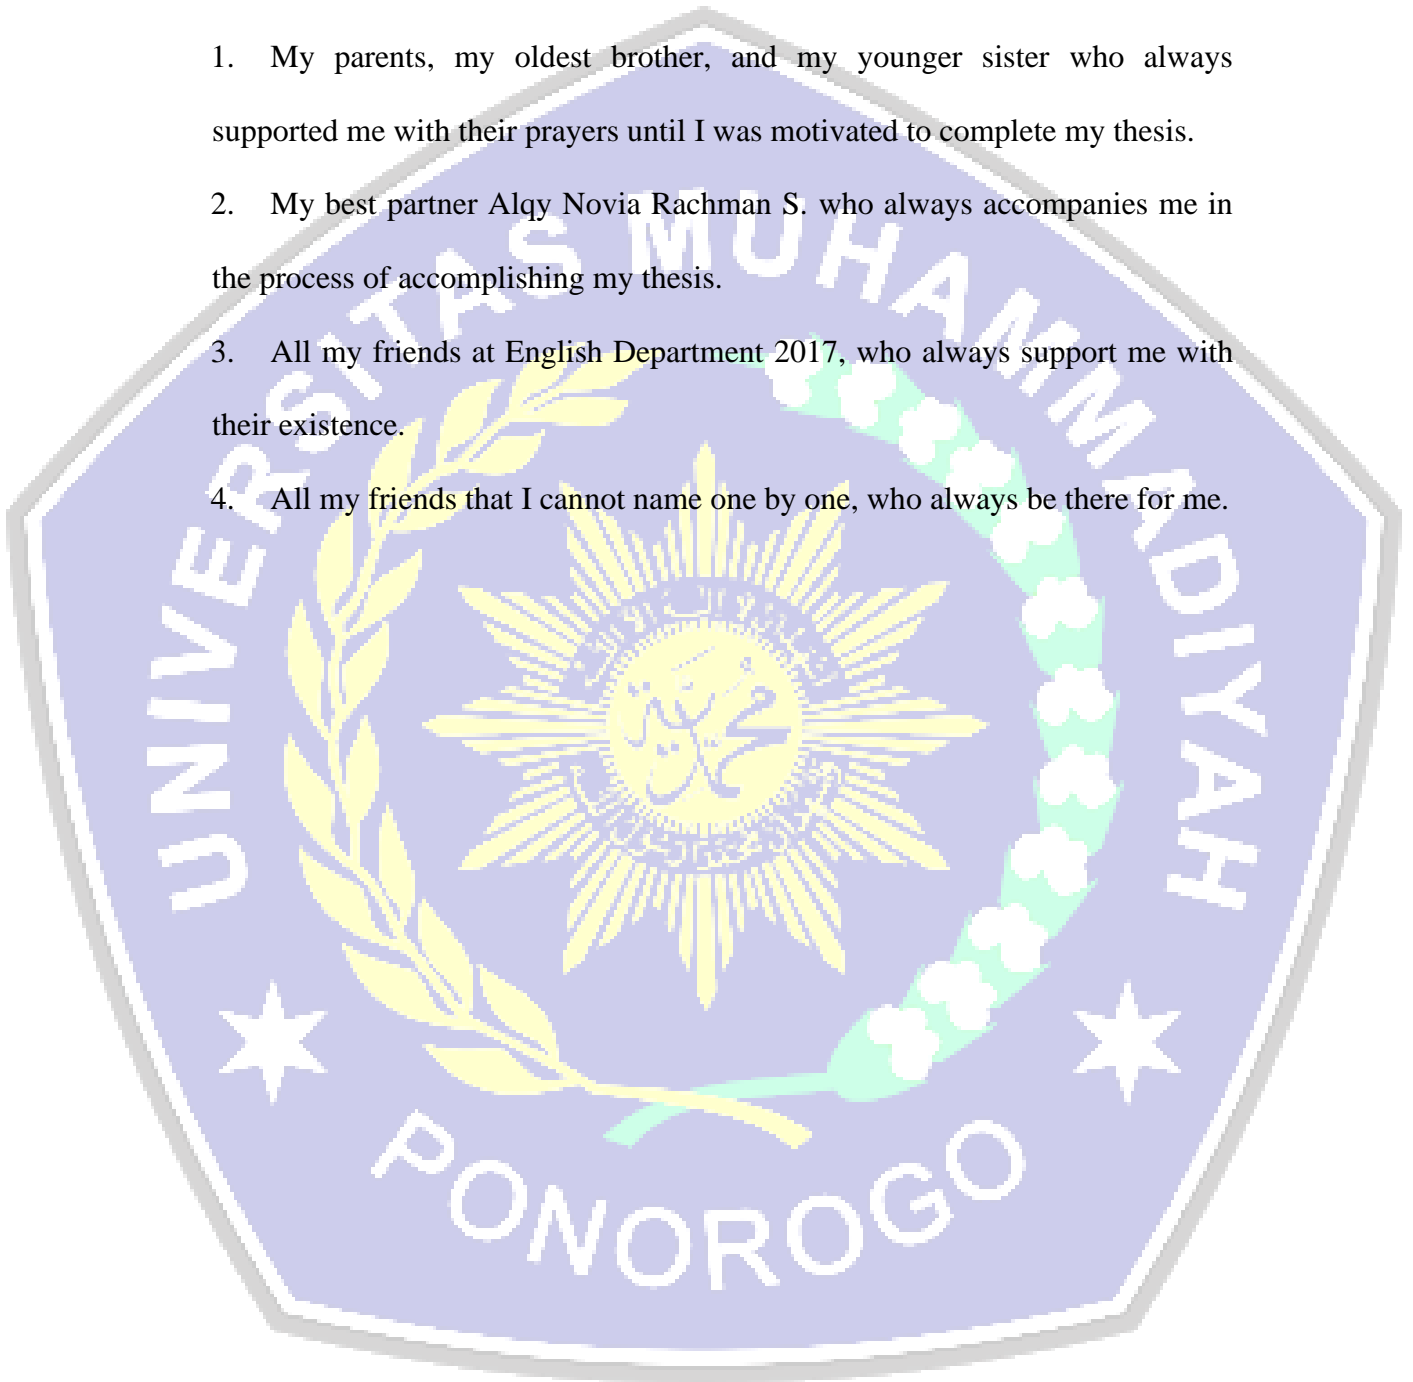 1. My parents, my oldest brother, and my younger sister who always
supported me with their prayers until I was motivated to complete my thesis.
2. My best partner Alqy Novia Rachman S. who always accompanies me in
the process of accomplishing my thesis.
3. All my friends at English Department 2017, who always support me with
their existence.
4. All my friends that I cannot name one by one, who always be there for me.
UNIVERSITAS MUHAMMADIYAH
PONOROGO